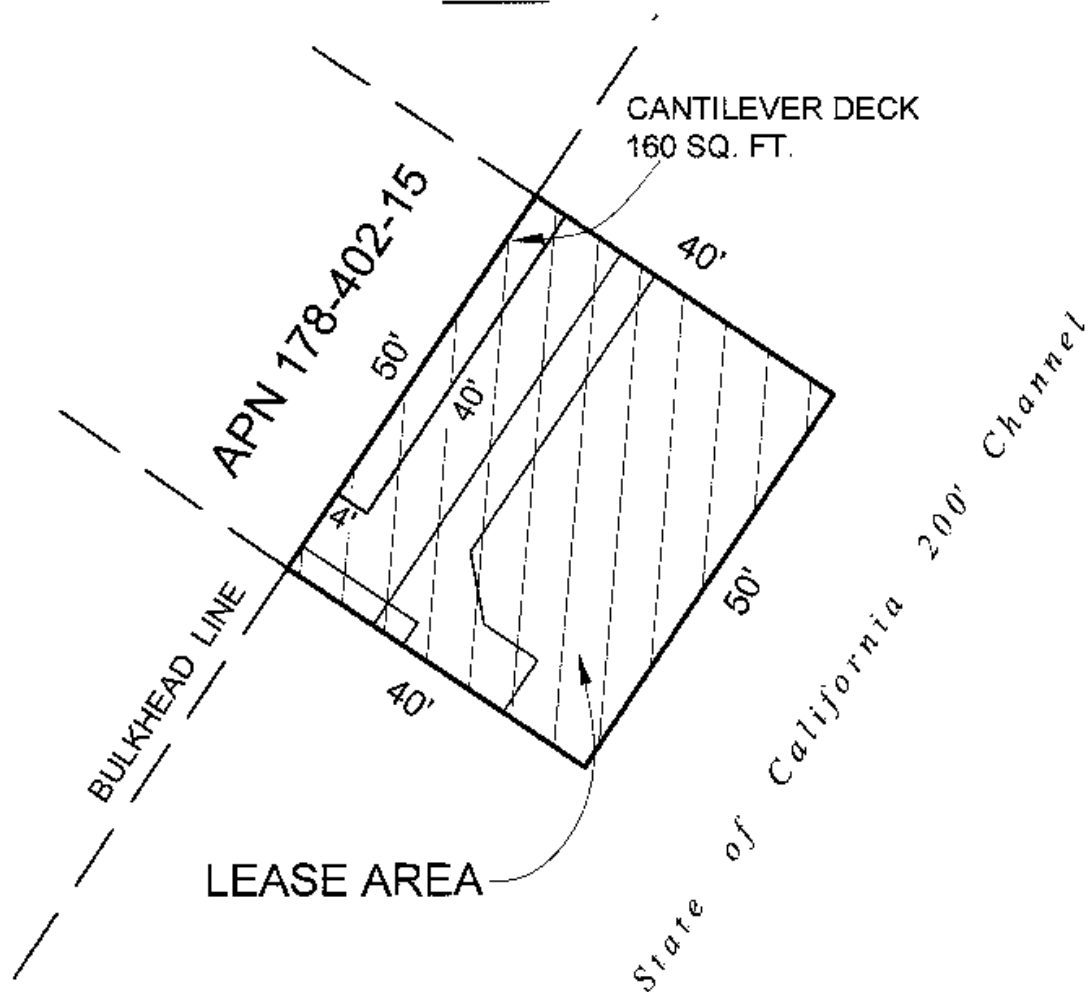 CANTILEVER DECK
160 SQ. FT.
APN 178-402-15
40'
50'
40'
4'
50'
40'
BULKHEAD LINE
LEASE AREA
State of California 200' Channel